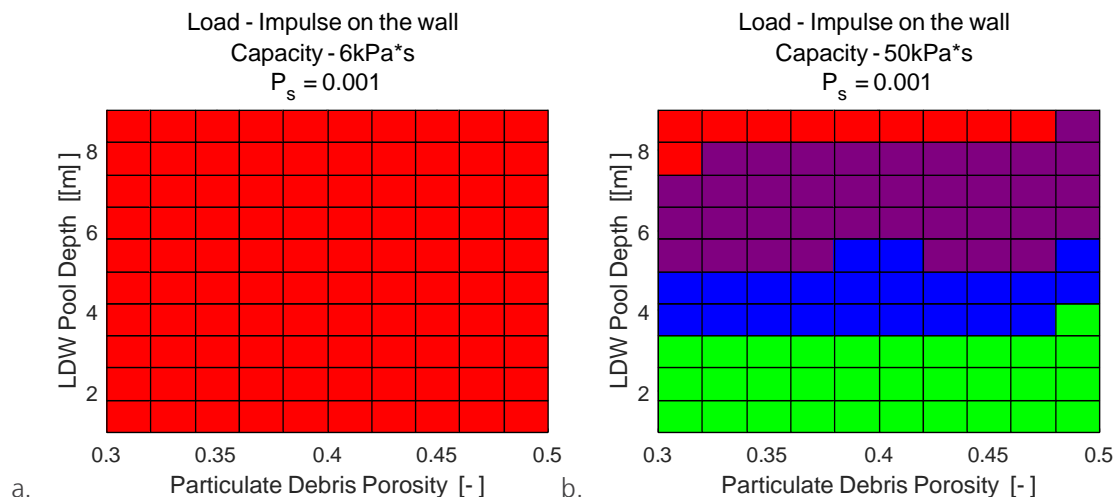 Load - Impulse on the wall
Capacity - 6kPa*s
P_s = 0.001
8
6
4
2
LDW Pool Depth [[m] ]
0.3 0.35 0.4 0.45 0.5
Particulate Debris Porosity [ - ]
a.
Load - Impulse on the wall
Capacity - 50kPa*s
P_s = 0.001
8
6
4
2
LDW Pool Depth [[m] ]
0.3 0.35 0.4 0.45 0.5
Particulate Debris Porosity [ - ]
b.